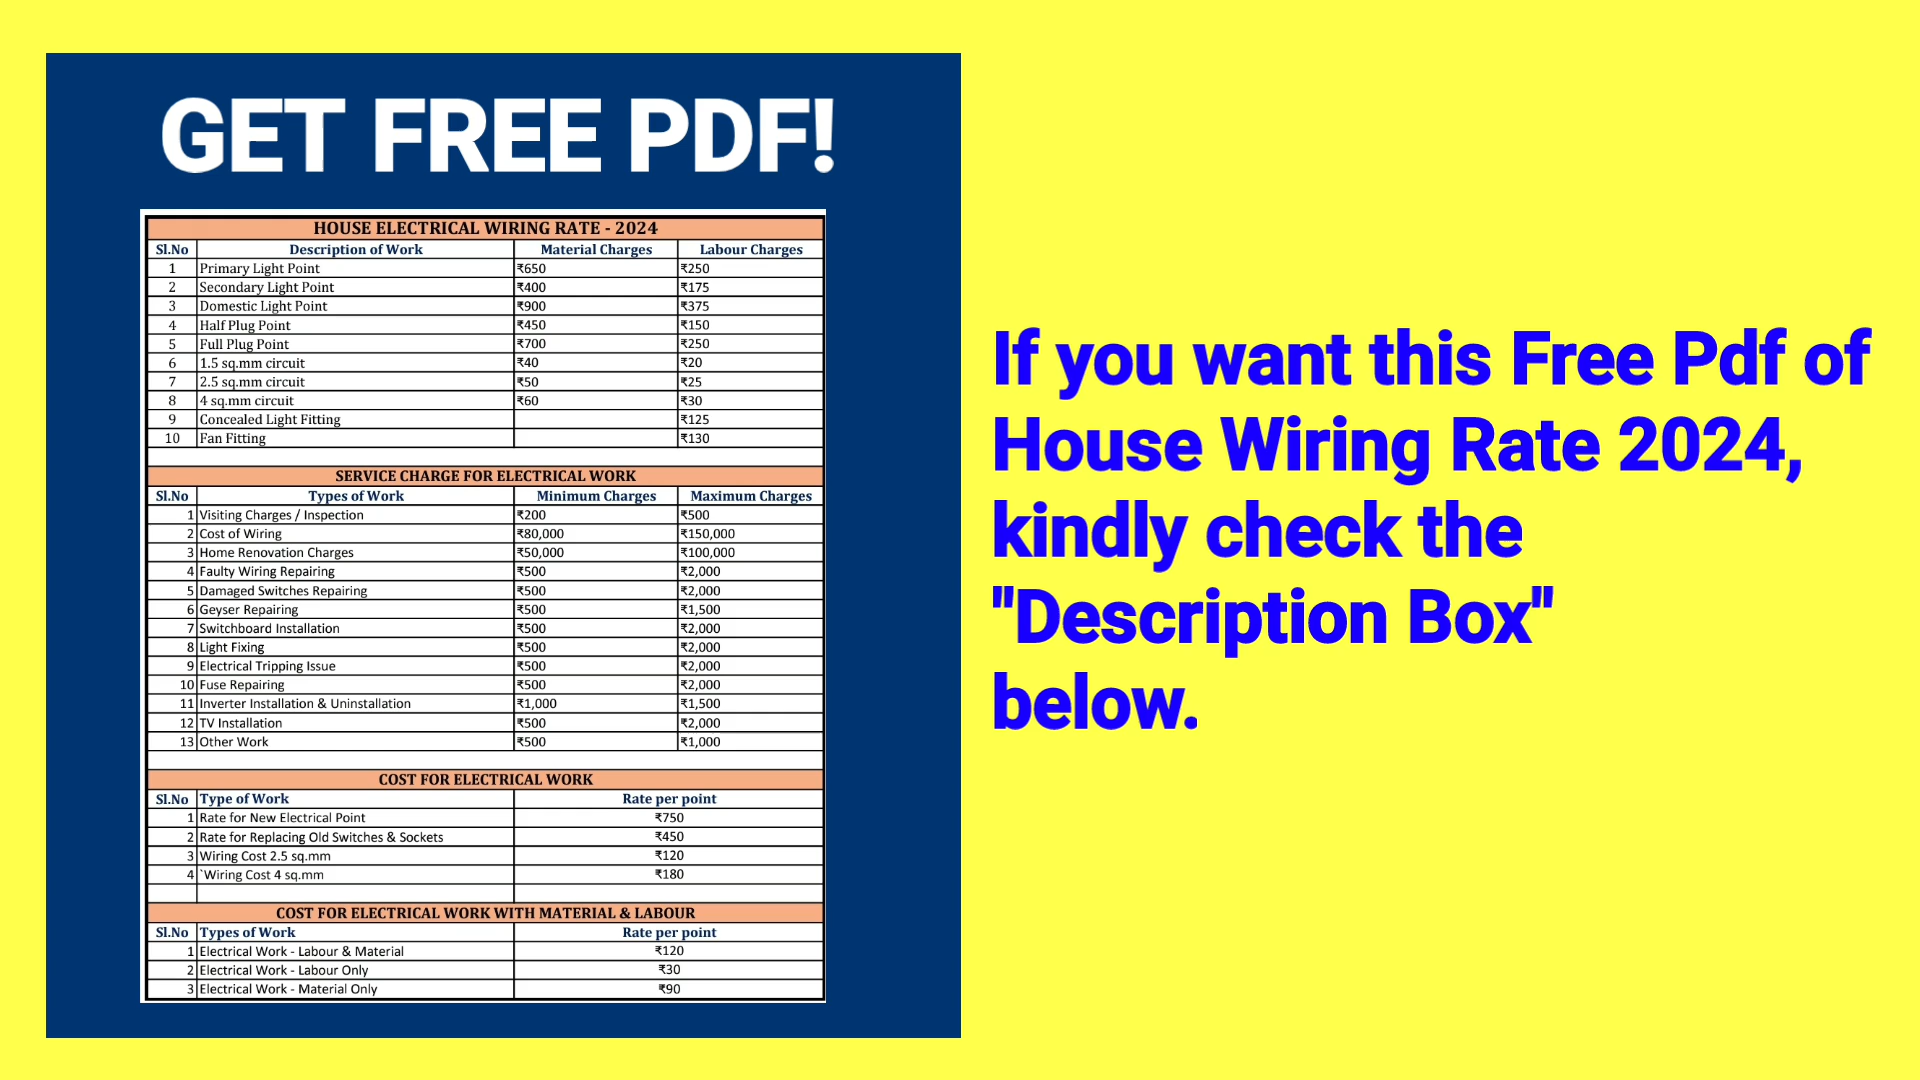 GET FREE PDF!
HOUSE ELECTRICAL WIRING RATE - 2024
Sl.No Description of Work Material Charges Labour Charges
1 Primary Light Point ₹650 ₹250
2 Secondary Light Point ₹400 ₹175
3 Domestic Light Point ₹900 ₹375
4 Half Plug Point ₹450 ₹150
5 Full Plug Point ₹700 ₹250
6 1.5 sq.mm circuit ₹40 ₹20
7 2.5 sq.mm circuit ₹50 ₹25
8 4 sq.mm circuit ₹60 ₹30
9 Concealed Light Fitting ₹125
10 Fan Fitting ₹130
SERVICE CHARGE FOR ELECTRICAL WORK
Sl.No Types of Work Minimum Charges Maximum Charges
1 Visiting Charges / Inspection ₹200 ₹500
2 Cost of Wiring ₹80,000 ₹150,000
3 Home Renovation Charges ₹50,000 ₹100,000
4 Faulty Wiring Repairing ₹500 ₹2,000
5 Damaged Switches Repairing ₹500 ₹2,000
6 Geyser Repairing ₹500 ₹1,500
7 Switchboard Installation ₹500 ₹2,000
8 Light Fixing ₹500 ₹2,000
9 Electrical Tripping Issue ₹500 ₹2,000
10 Fuse Repairing ₹500 ₹2,000
11 Inverter Installation & Uninstallation ₹1,000 ₹1,500
12 TV Installation ₹500 ₹2,000
13 Other Work ₹500 ₹1,000
COST FOR ELECTRICAL WORK
Sl.No Type of Work Rate per point
1 Rate for New Electrical Point ₹750
2 Rate for Replacing Old Switches & Sockets ₹450
3 Wiring Cost 2.5 sq.mm ₹120
4 `Wiring Cost 4 sq.mm ₹180
COST FOR ELECTRICAL WORK WITH MATERIAL & LABOUR
Sl.No Types of Work Rate per point
1 Electrical Work - Labour & Material ₹120
2 Electrical Work - Labour Only ₹30
3 Electrical Work - Material Only ₹90
If you want this Free Pdf of
House Wiring Rate 2024,
kindly check the
"Description Box"
below.